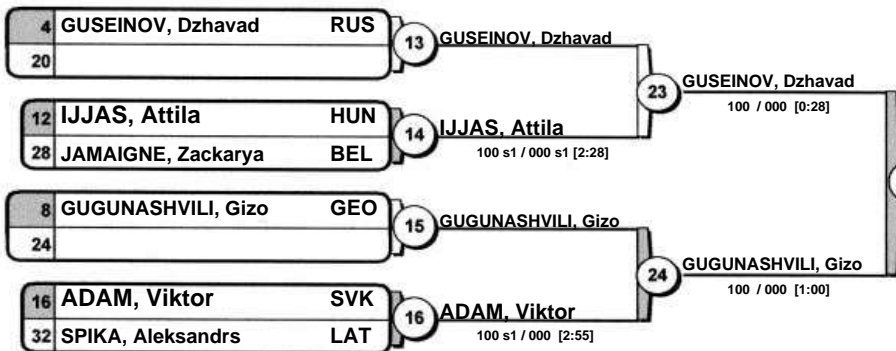 4 GUSEINOV, Dzhavad RUS
20
13
GUSEINOV, Dzhavad
12 IJJAS, Attila HUN
28 JAMAIGNE, Zackarya BEL
14
IJJAS, Attila
100 s1 / 000 s1 [2:28]
23
GUSEINOV, Dzhavad
100 / 000 [0:28]
8 GUGUNASHVILI, Gizo GEO
24
15
GUGUNASHVILI, Gizo
16 ADAM, Viktor SVK
32 SPIKA, Aleksandrs LAT
16
ADAM, Viktor
100 s1 / 000 [2:55]
24
GUGUNASHVILI, Gizo
100 / 000 [1:00]